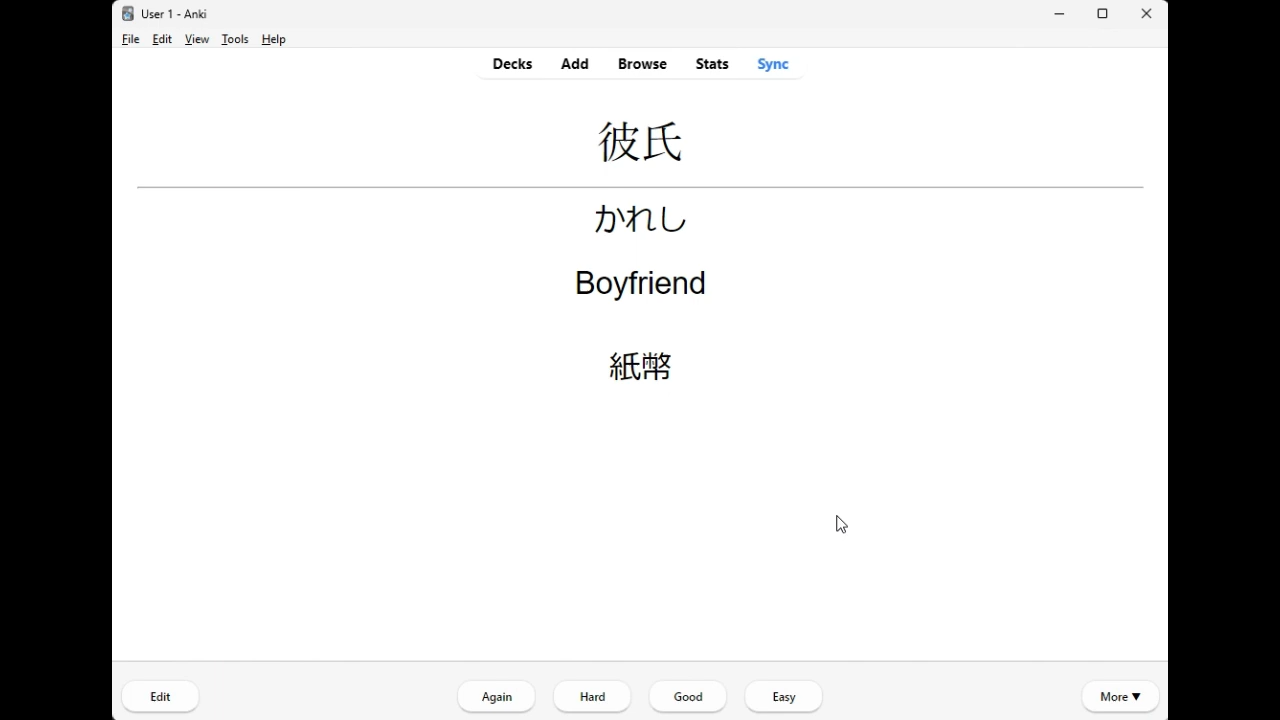 User 1 - Anki
File Edit View Tools Help
Decks Add Browse Stats Sync
彼氏
かれし
Boyfriend
紙幣
Edit Again Hard Good Easy More ▼